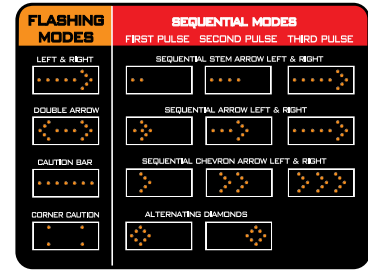 FLASHING
MODES
SEQUENTIAL MODES
FIRST PULSE SECOND PULSE THIRD PULSE
LEFT & RIGHT
SEQUENTIAL STEM ARROW LEFT & RIGHT
DOUBLE ARROW
SEQUENTIAL ARROW LEFT & RIGHT
CAUTION BAR
SEQUENTIAL CHEVRON ARROW LEFT & RIGHT
CORNER CAUTION
ALTERNATING DIAMONDS